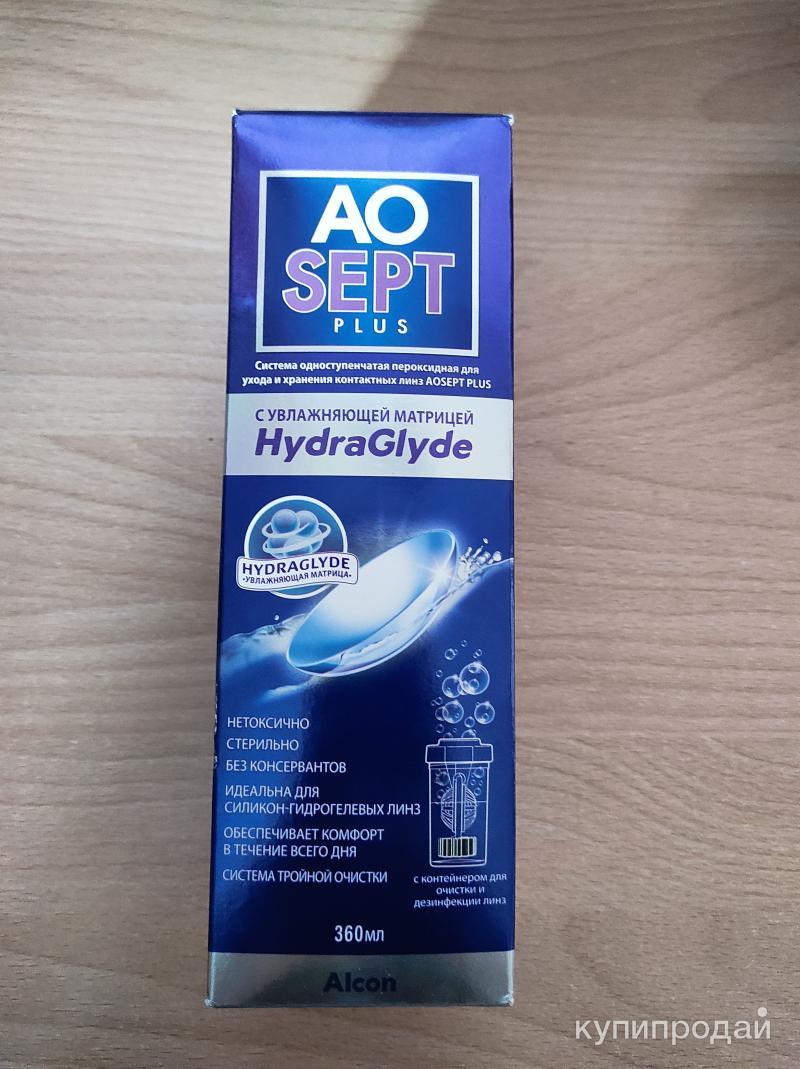 AO
SEPT
PLUS
Система одноступенчатая пероксидная для
ухода и хранения контактных линз AOSEPT PLUS
С УВЛАЖНЯЮЩЕЙ МАТРИЦЕЙ
HydraGlyde
HYDRAGLYDE
•УВЛАЖНЯЮЩАЯ МАТРИЦА•
НЕТОКСИЧНО
СТЕРИЛЬНО
БЕЗ КОНСЕРВАНТОВ
ИДЕАЛЬНА ДЛЯ
СИЛИКОН-ГИДРОГЕЛЕВЫХ ЛИНЗ
ОБЕСПЕЧИВАЕТ КОМФОРТ
В ТЕЧЕНИЕ ВСЕГО ДНЯ
СИСТЕМА ТРОЙНОЙ ОЧИСТКИ
с контейнером для
очистки и
дезинфекции линз
360мл
Alcon
купипродай